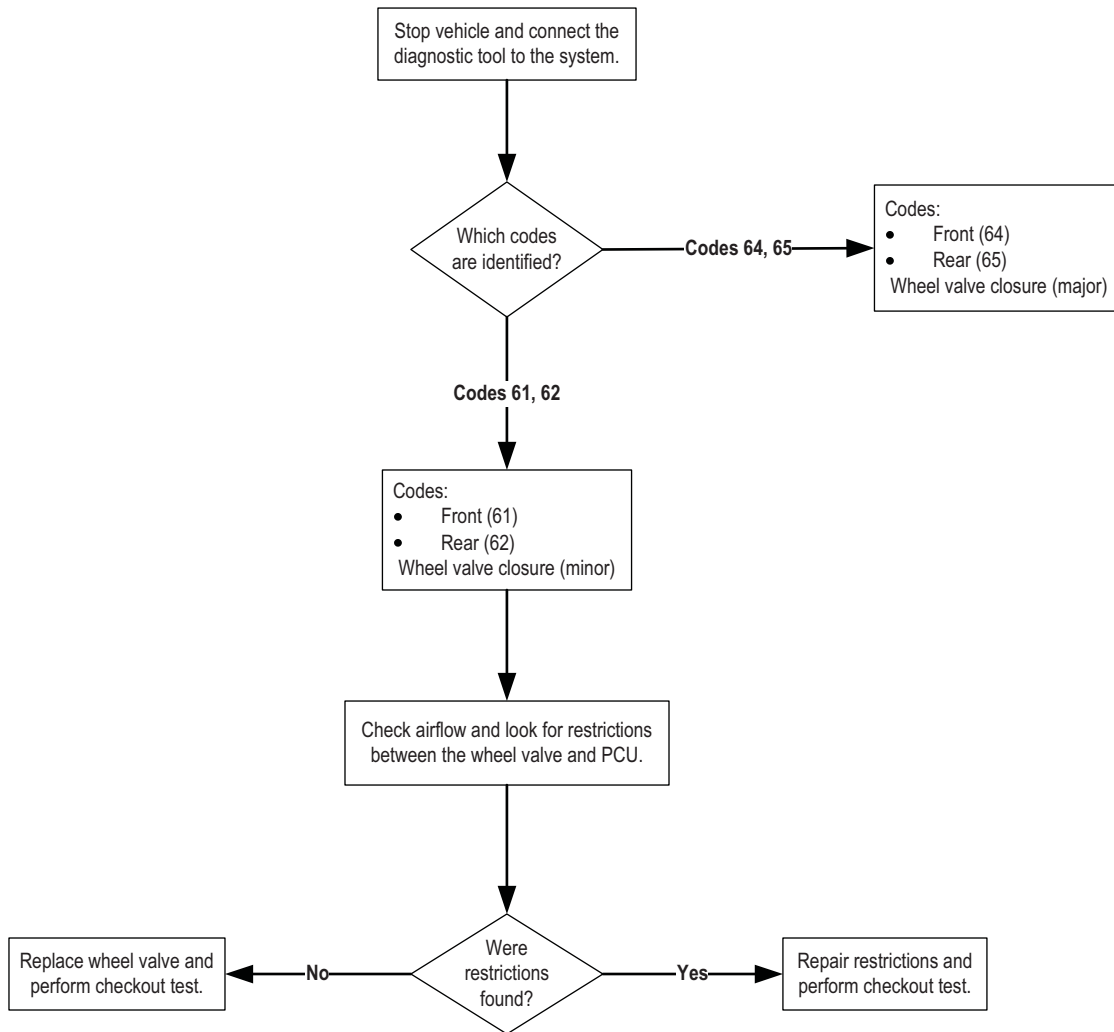 Stop vehicle and connect the
diagnostic tool to the system.
Which codes
are identified?
Codes 64, 65
Codes:
• Front (64)
• Rear (65)
Wheel valve closure (major)
Codes 61, 62
Codes:
• Front (61)
• Rear (62)
Wheel valve closure (minor)
Check airflow and look for restrictions
between the wheel valve and PCU.
Were
restrictions
found?
No
Replace wheel valve and
perform checkout test.
Yes
Repair restrictions and
perform checkout test.